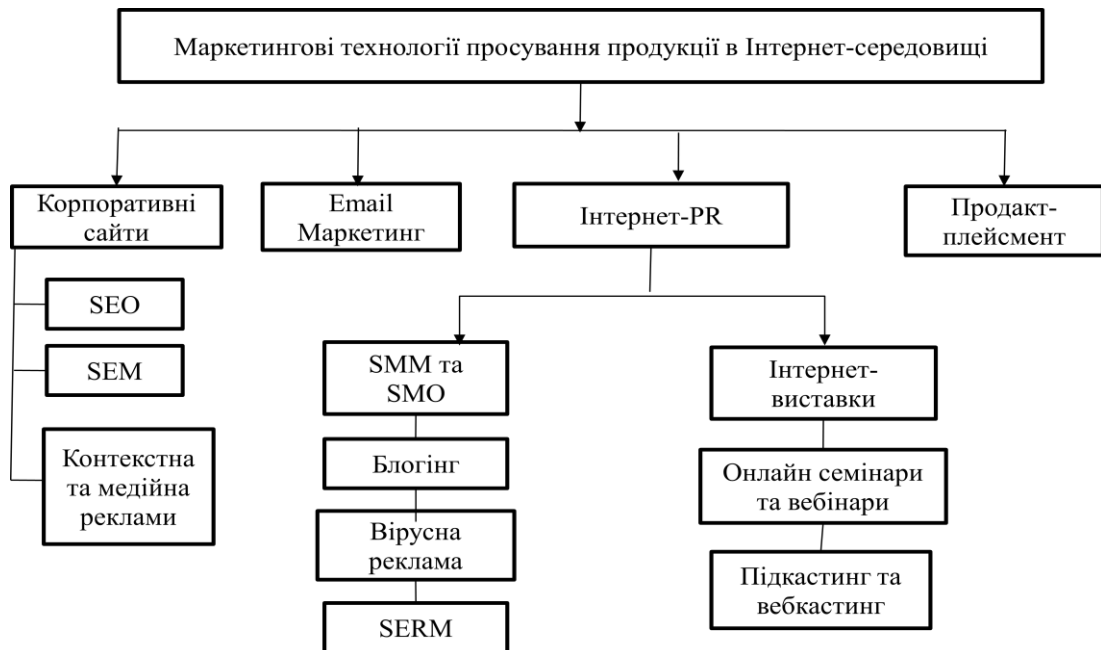 Маркетингові технології просування продукції в Інтернет-середовищі
Корпоративні
сайти
Email
Маркетинг
Інтернет-PR
Продакт-
плейсмент
SEO
SEM
Контекстна
та медійна
реклами
SMM та
SMO
Блогінг
Вірусна
реклама
SERM
Інтернет-
виставки
Онлайн семінари
та вебінари
Підкастинг та
вебкастинг